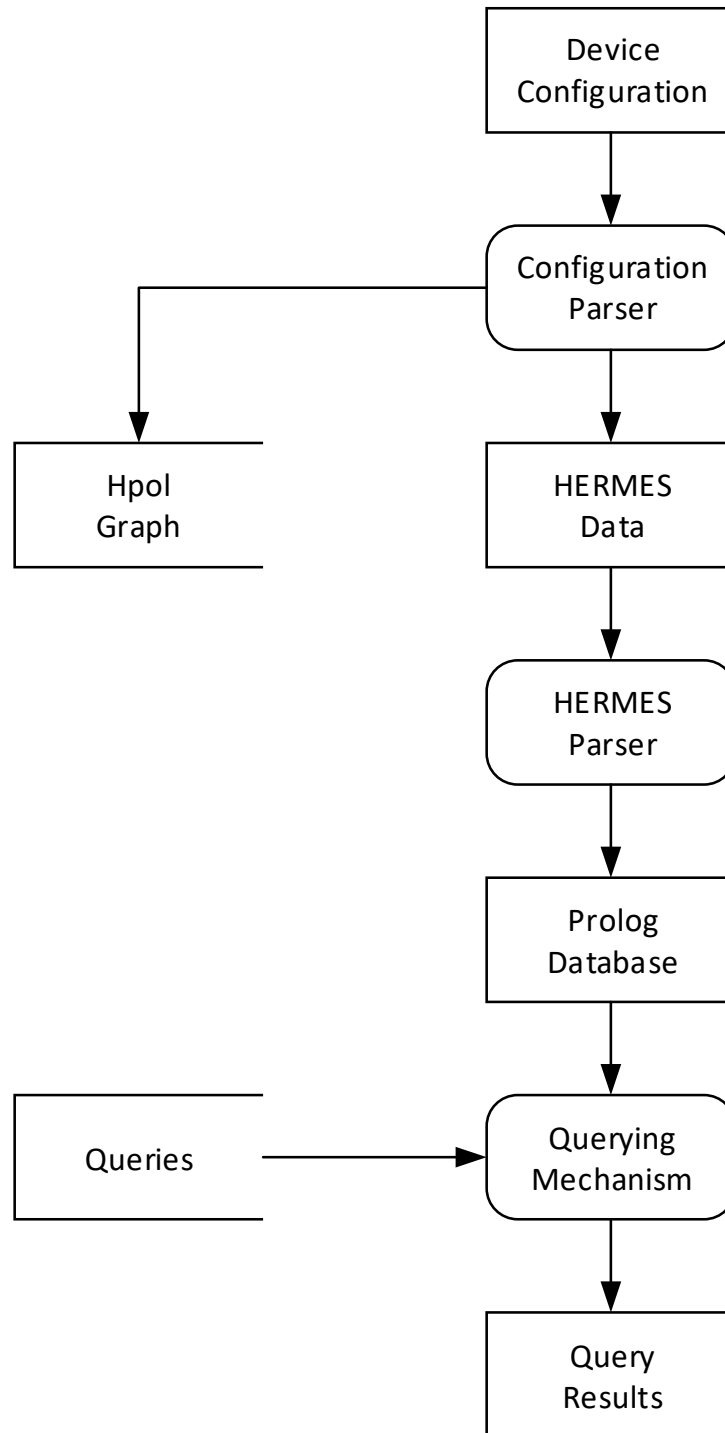 Device
Configuration
Configuration
Parser
Hpol
Graph
HERMES
Data
HERMES
Parser
Prolog
Database
Queries
Querying
Mechanism
Query
Results